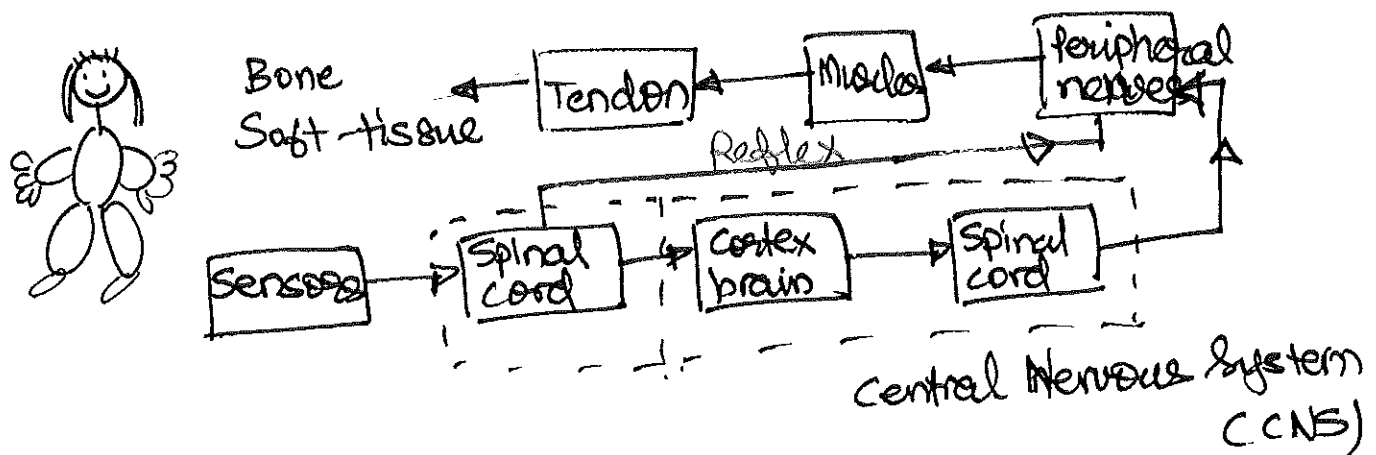 Bone
Soft-tissue
Tendon
Muscles
Peripheral
nerves
Reflex
Sensors
Spinal
cord
Cortex
brain
Spinal
cord
Central Nervous System
(CNS)